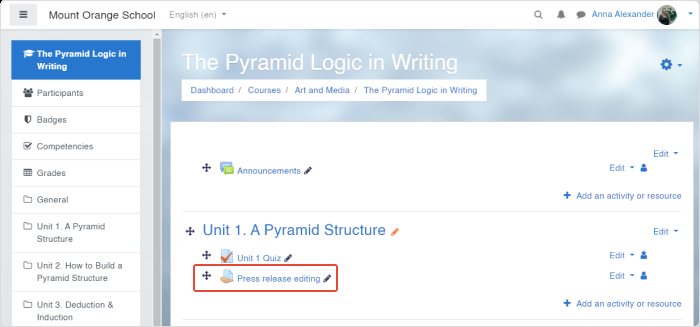 Mount Orange School
English (en)
Anna Alexander
The Pyramid Logic in Writing
Participants
Badges
Competencies
Grades
General
Unit 1. A Pyramid Structure
Unit 2. How to Build a Pyramid Structure
Unit 3. Deduction & Induction
The Pyramid Logic in Writing
Dashboard / Courses / Art and Media / The Pyramid Logic in Writing
Edit
Announcements
Edit
Add an activity or resource
Unit 1. A Pyramid Structure
Edit
Unit 1 Quiz
Edit
Press release editing
Edit
Add an activity or resource